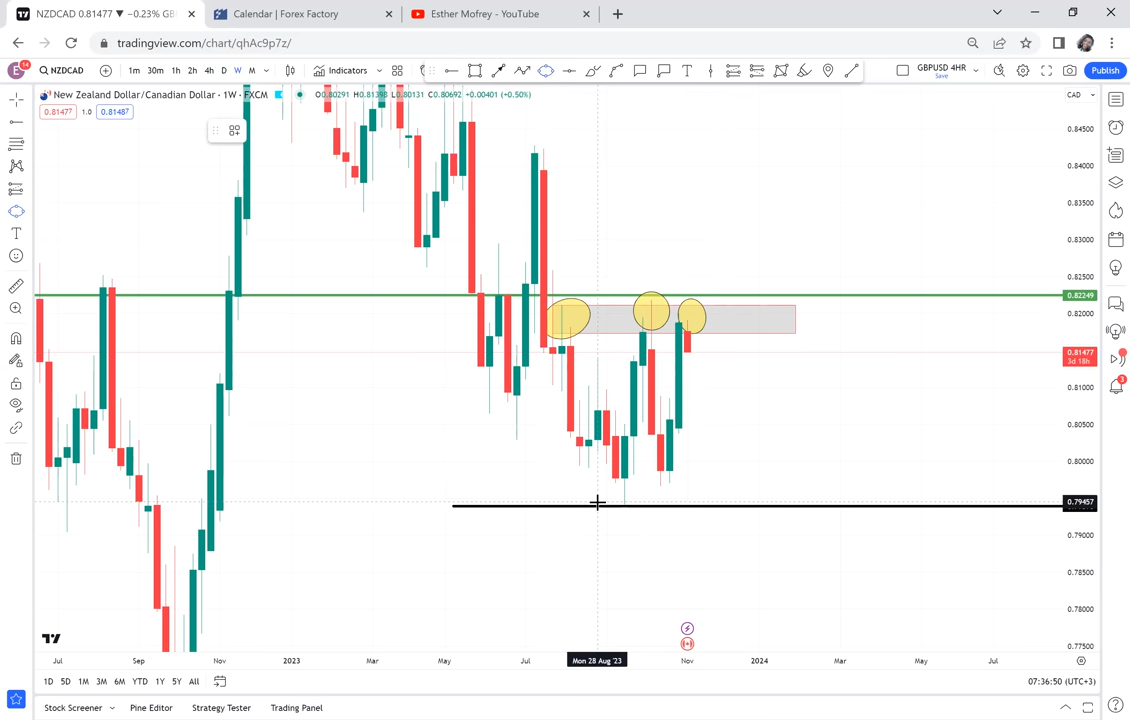 NZDCAD 0.81477 ▼ −0.23% GB
Calendar | Forex Factory
Esther Mofrey - YouTube
tradingview.com/chart/qhAc9p7z/
E 14 NZDCAD 1m 30m 1h 2h 4h D W M Indicators GBPUSD 4HR Save Publish
New Zealand Dollar/Canadian Dollar · 1W · FXCM O0.80291 H0.81398 L0.80131 C0.80692 +0.00401 (+0.50%) CAD
0.81477 1.0 0.81487
0.84500
0.84000
0.83500
0.83000
0.82500
0.82249
0.82000
0.81477
3d 18h
0.81000
0.80500
0.80000
0.79457
0.79000
0.78500
0.78000
0.77500
Jul Sep Nov 2023 Mar May Jul Mon 28 Aug '23 Nov 2024 Mar May Jul
1D 5D 1M 3M 6M YTD 1Y 5Y All 07:36:50 (UTC+3)
Stock Screener Pine Editor Strategy Tester Trading Panel